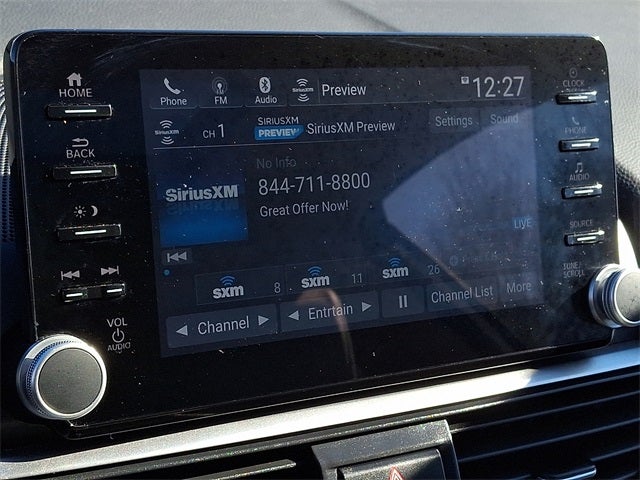 HOME
BACK
VOL
AUDIO
Phone FM Audio SiriusXM Preview 12:27
SiriusXM CH 1 SIRIUSXM PREVIEW SiriusXM Preview Settings Sound
No Info
844-711-8800
Great Offer Now!
SiriusXM
LIVE
sxm 8 sxm 11 sxm 26
Channel Entrtain Channel List More
CLOCK
PHONE
AUDIO
SOURCE
TUNE/
SCROLL